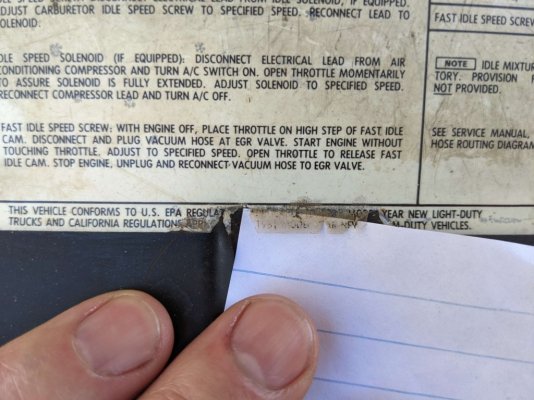 ADJUST CARBURETOR IDLE SPEED SCREW TO SPECIFIED SPEED. RECONNECT LEAD TO
SOLENOID.
IDLE SPEED SOLENOID (IF EQUIPPED): DISCONNECT ELECTRICAL LEAD FROM AIR
CONDITIONING COMPRESSOR AND TURN A/C SWITCH ON. OPEN THROTTLE MOMENTARILY
TO ASSURE SOLENOID IS FULLY EXTENDED. ADJUST SOLENOID TO SPECIFIED SPEED.
RECONNECT COMPRESSOR LEAD AND TURN A/C OFF.
FAST IDLE SPEED SCREW: WITH ENGINE OFF, PLACE THROTTLE ON HIGH STEP OF FAST IDLE
CAM. DISCONNECT AND PLUG VACUUM HOSE AT EGR VALVE. START ENGINE WITHOUT
TOUCHING THROTTLE. ADJUST TO SPECIFIED SPEED. OPEN THROTTLE TO RELEASE FAST
IDLE CAM. STOP ENGINE, UNPLUG AND RECONNECT VACUUM HOSE TO EGR VALVE.
FAST IDLE SPEED SCREW
NOTE IDLE MIXTUR
TORY. PROVISION F
NOT PROVIDED.
SEE SERVICE MANUAL,
HOSE ROUTING DIAGRAM
THIS VEHICLE CONFORMS TO U.S. EPA REGULAT YEAR NEW LIGHT-DUTY
TRUCKS AND CALIFORNIA REGULATIONS M-DUTY VEHICLES.